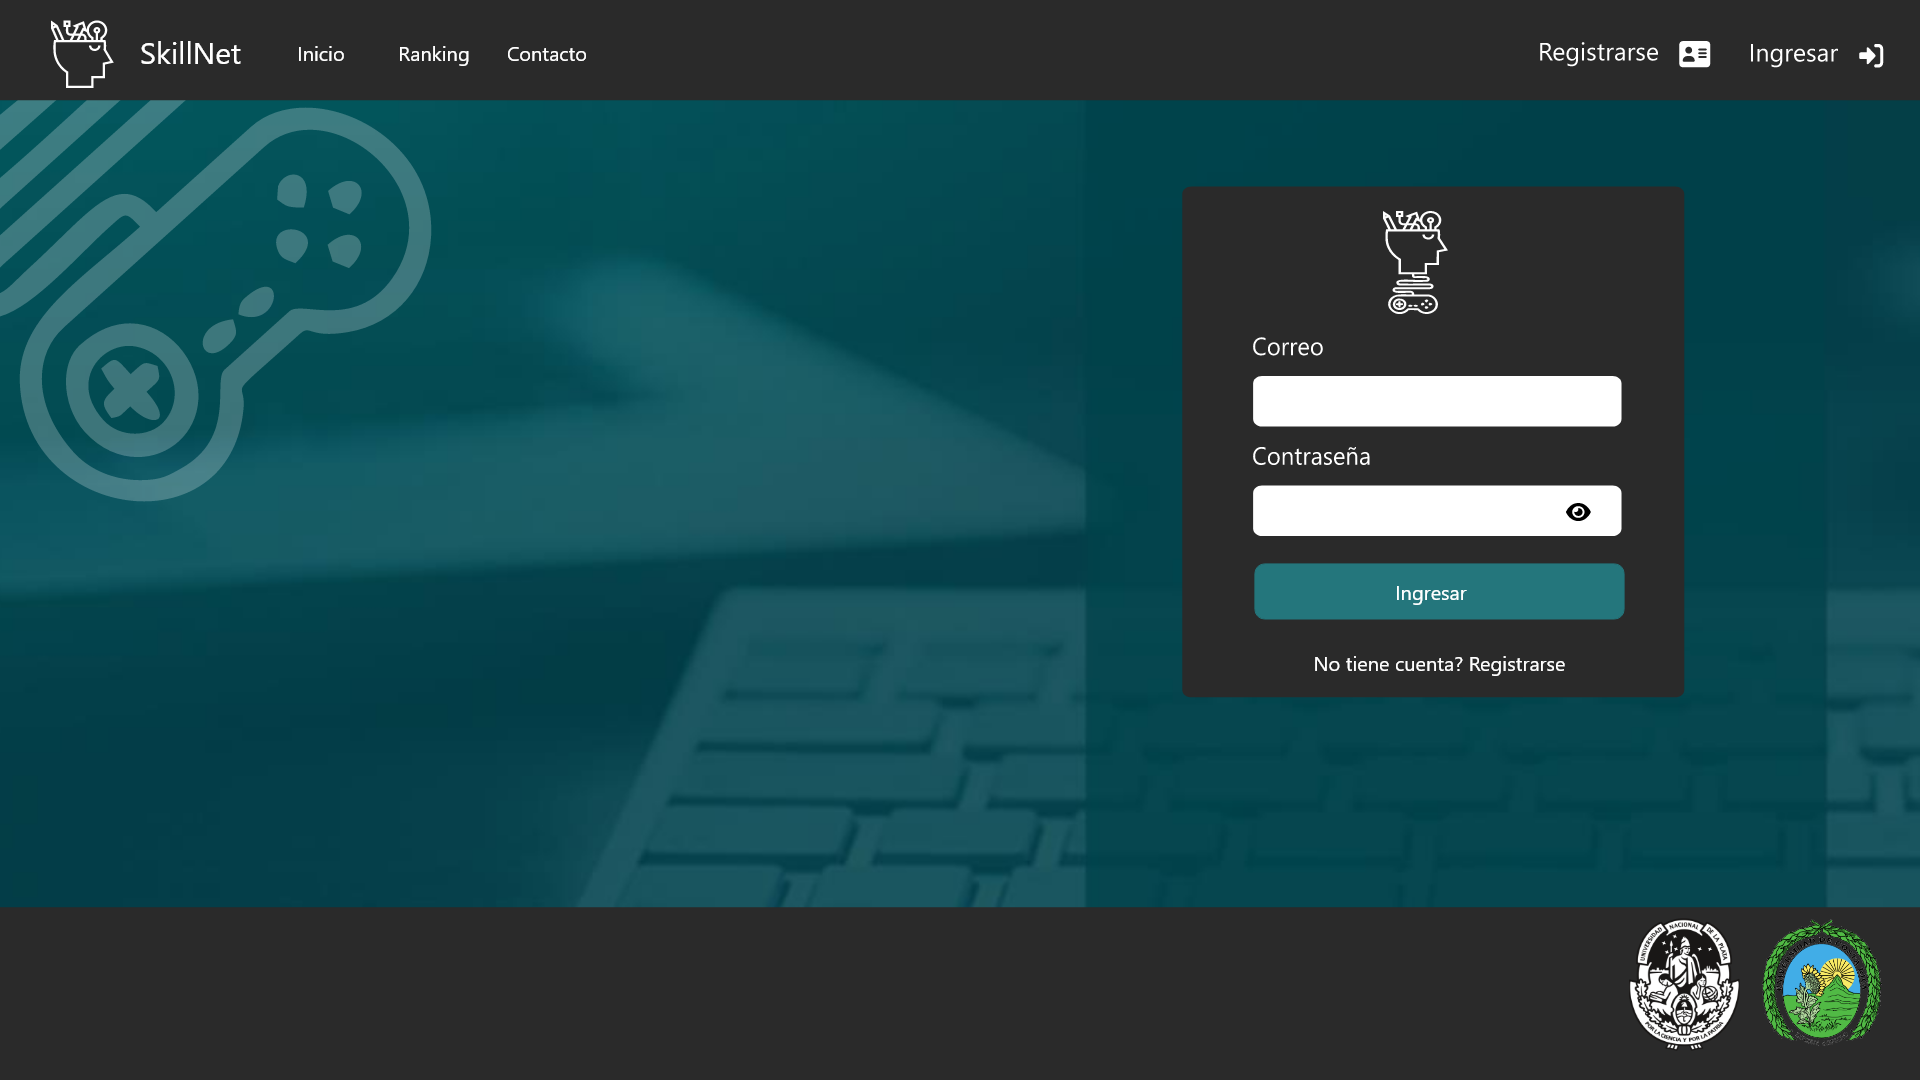 SkillNet
Inicio
Ranking
Contacto
Registrarse
Ingresar
Correo
Contraseña
Ingresar
No tiene cuenta? Registrarse
UNIVERSIDAD NACIONAL DE LA PLATA
POR LA CIENCIA Y POR LA PATRIA